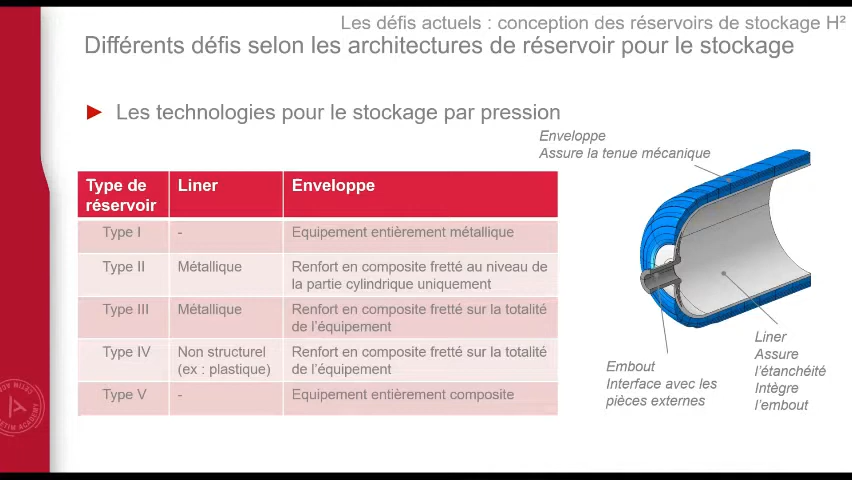 Les défis actuels : conception des réservoirs de stockage H²
Différents défis selon les architectures de réservoir pour le stockage
Les technologies pour le stockage par pression
Enveloppe
Assure la tenue mécanique
Type de réservoir Liner Enveloppe
Type I - Equipement entièrement métallique
Type II Métallique Renfort en composite fretté au niveau de
la partie cylindrique uniquement
Type III Métallique Renfort en composite fretté sur la totalité
de l'équipement
Type IV Non structurel Renfort en composite fretté sur la totalité
(ex : plastique) de l'équipement
Type V - Equipement entièrement composite
Embout
Interface avec les
pièces externes
Liner
Assure
l'étanchéité
Intègre
l'embout